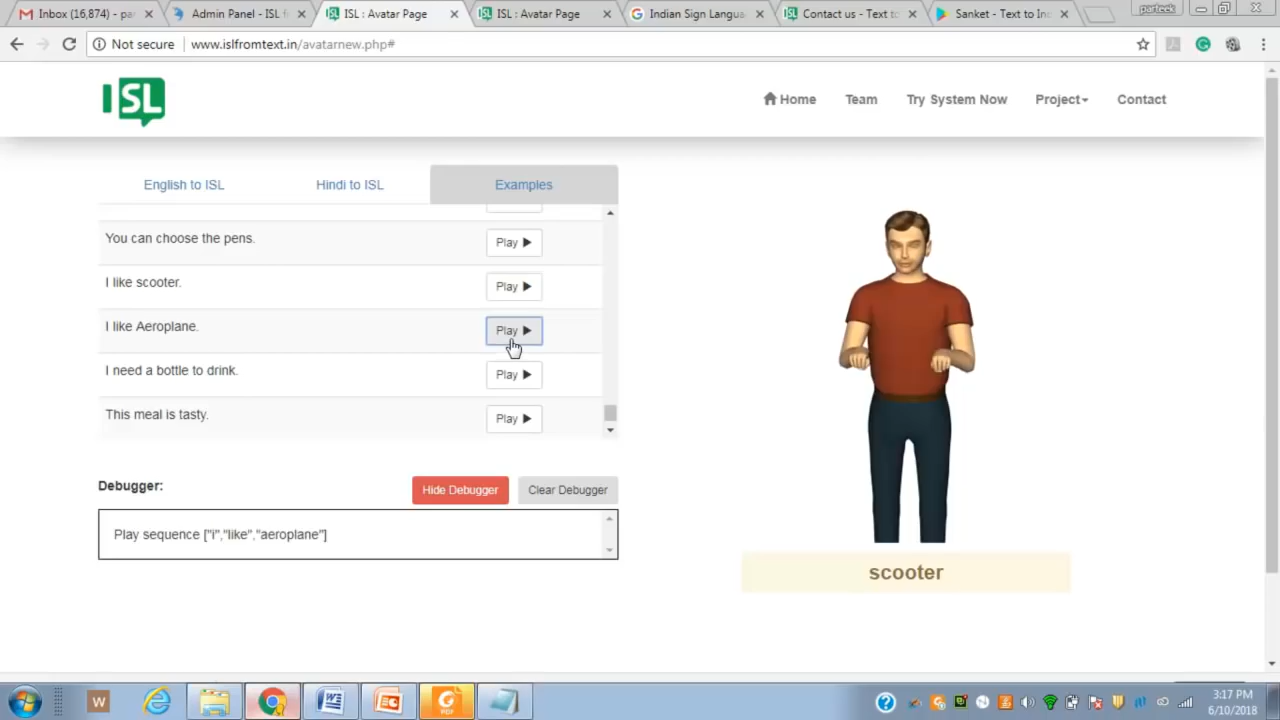 Inbox (16,874) - pa
Admin Panel - ISL f
ISL : Avatar Page
ISL : Avatar Page
Indian Sign Langua
Contact us - Text to
Sanket - Text to In
parteek
Not secure
www.islfromtext.in/avatarnew.php#
ISL
Home
Team
Try System Now
Project
Contact
English to ISL
Hindi to ISL
Examples
You can choose the pens.
Play
I like scooter.
Play
I like Aeroplane.
Play
I need a bottle to drink.
Play
This meal is tasty.
Play
Debugger:
Hide Debugger
Clear Debugger
Play sequence ["i","like","aeroplane"]
scooter
W
PDF
3:17 PM
6/10/2018